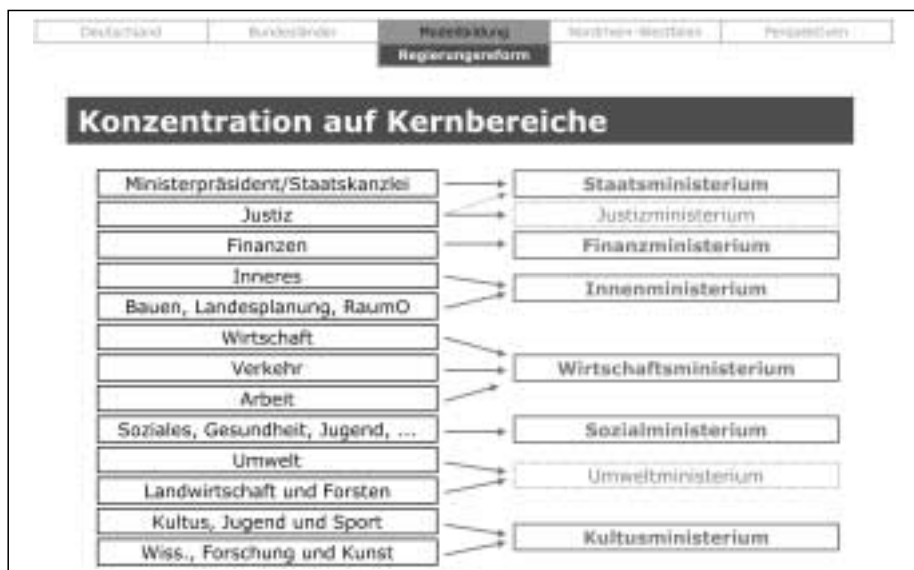 Deutschland Bundesländer Modellbildung Nordrhein-Westfalen Perspektiven
Regierungsreform
Konzentration auf Kernbereiche
Ministerpräsident/Staatskanzlei
Staatsministerium
Justiz
Justizministerium
Finanzen
Finanzministerium
Inneres
Innenministerium
Bauen, Landesplanung, RaumO
Wirtschaft
Verkehr
Wirtschaftsministerium
Arbeit
Soziales, Gesundheit, Jugend, ...
Sozialministerium
Umwelt
Umweltministerium
Landwirtschaft und Forsten
Kultus, Jugend und Sport
Kultusministerium
Wiss., Forschung und Kunst